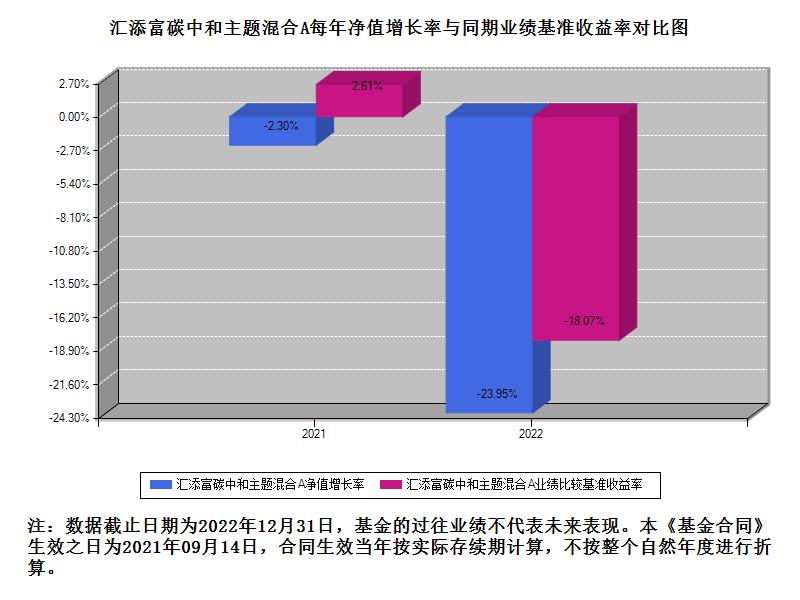 汇添富碳中和主题混合A每年净值增长率与同期业绩基准收益率对比图
2.70%
0.00%
-2.70%
-5.40%
-8.10%
-10.80%
-13.50%
-16.20%
-18.90%
-21.60%
-24.30%
-2.30%
2.61%
-23.95%
-18.07%
2021
2022
汇添富碳中和主题混合A净值增长率
汇添富碳中和主题混合A业绩比较基准收益率
注：数据截止日期为2022年12月31日，基金的过往业绩不代表未来表现。本《基金合同》
生效之日为2021年09月14日，合同生效当年按实际存续期计算，不按整个自然年度进行折
算。